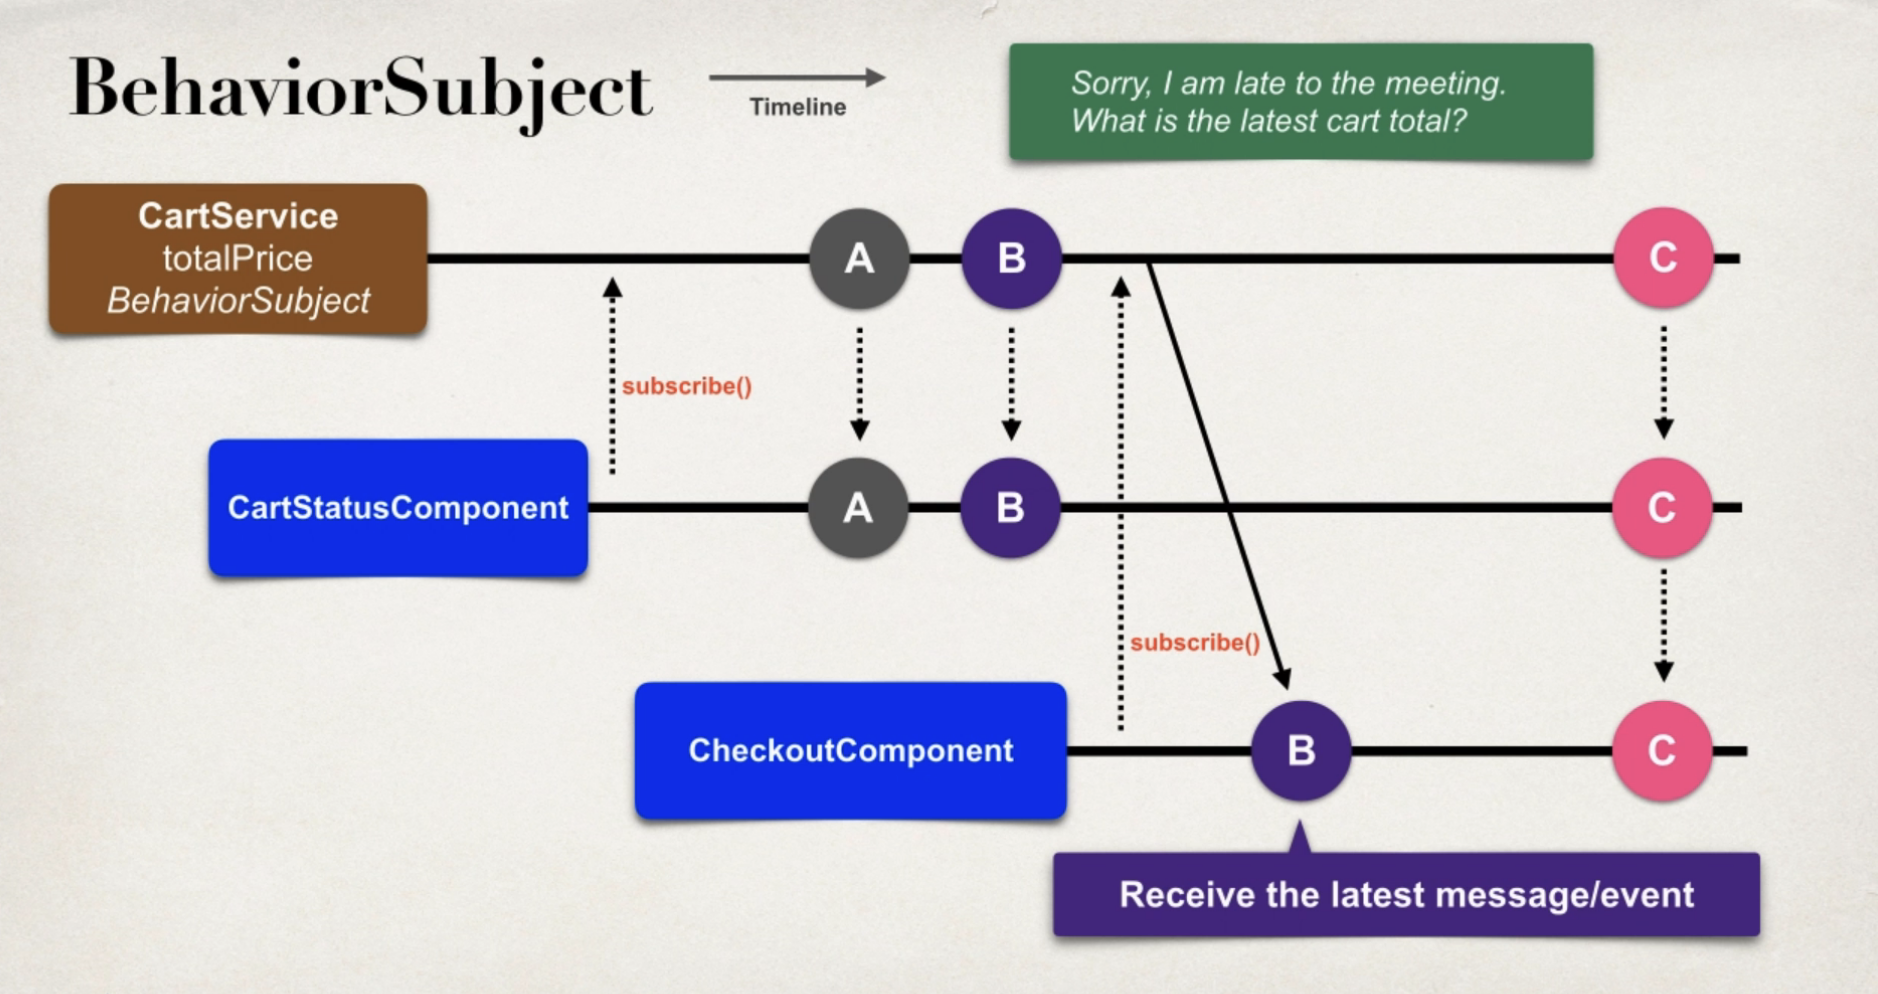 BehaviorSubject
Timeline
Sorry, I am late to the meeting.
What is the latest cart total?
CartService
totalPrice
BehaviorSubject
A
B
C
subscribe()
CartStatusComponent
A
B
C
subscribe()
CheckoutComponent
B
C
Receive the latest message/event